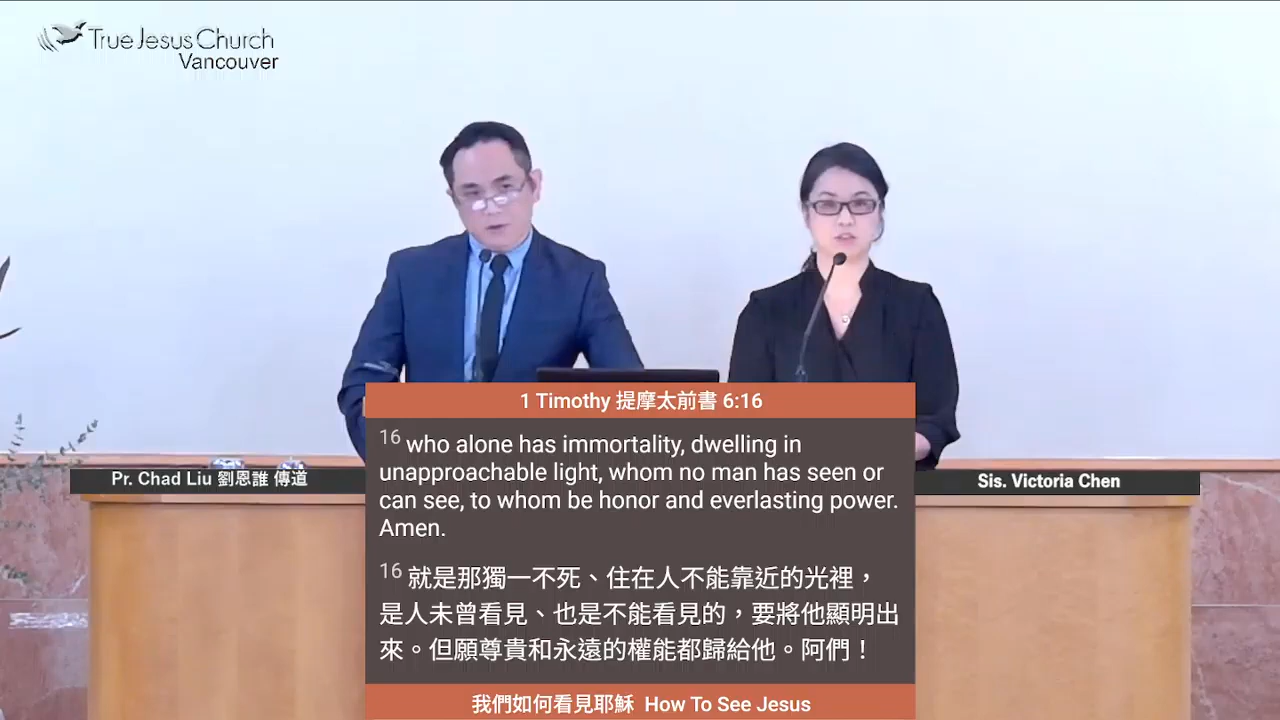 True Jesus Church
Vancouver
1 Timothy 提摩太前書 6:16
16 who alone has immortality, dwelling in
unapproachable light, whom no man has seen or
can see, to whom be honor and everlasting power.
Amen.
16 就是那獨一不死、住在人不能靠近的光裡，
是人未曾看見、也是不能看見的，要將他顯明出
來。但願尊貴和永遠的權能都歸給他。阿們！
Pr. Chad Liu 劉恩誰 傳道
Sis. Victoria Chen
我們如何看見耶穌 How To See Jesus